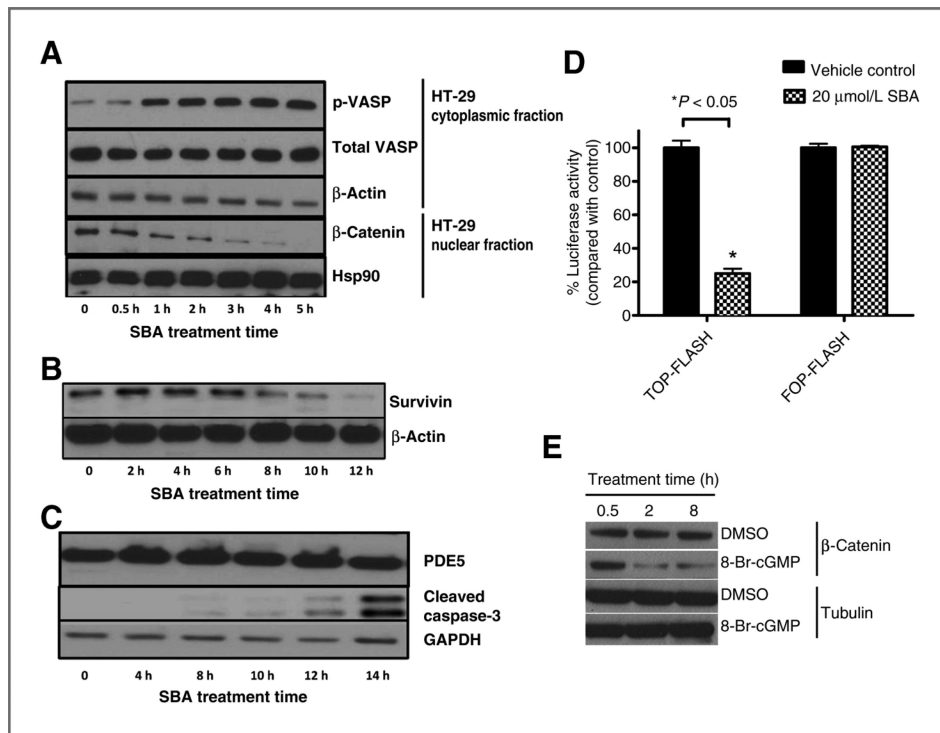 A
p-VASP
Total VASP
β-Actin
β-Catenin
Hsp90
HT-29
cytoplasmic fraction
HT-29
nuclear fraction
0 0.5 h 1 h 2 h 3 h 4 h 5 h
SBA treatment time
B
Survivin
β-Actin
0 2 h 4 h 6 h 8 h 10 h 12 h
SBA treatment time
C
PDE5
Cleaved
caspase-3
GAPDH
0 4 h 8 h 10 h 12 h 14 h
SBA treatment time
D
Vehicle control
20 μmol/L SBA
*P < 0.05
% Luciferase activity
(compared with control)
100
80
60
40
20
0
*
TOP-FLASH
FOP-FLASH
E
Treatment time (h)
0.5 2 8
DMSO
8-Br-cGMP
β-Catenin
DMSO
8-Br-cGMP
Tubulin